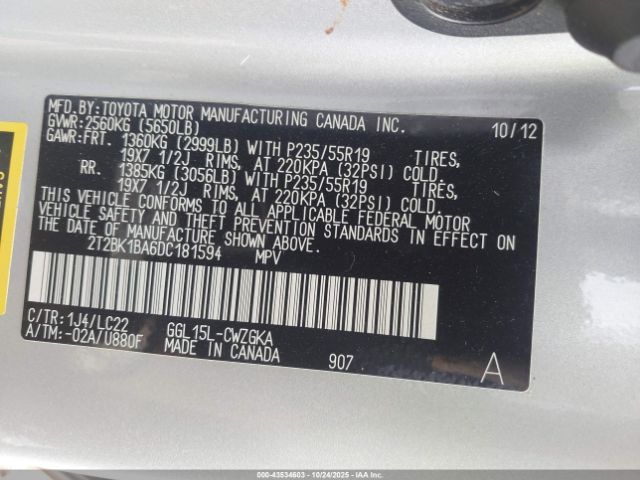 MFD.BY:TOYOTA MOTOR MANUFACTURING CANADA INC. 10/12
GVWR:2560KG (5650LB)
GAWR:FRT. 1360KG (2999LB) WITH P235/55R19 TIRES,
19X7 1/2J RIMS, AT 220KPA (32PSI) COLD.
RR. 1385KG (3056LB) WITH P235/55R19 TIRES,
19X7 1/2J RIMS, AT 220KPA (32PSI) COLD.
THIS VEHICLE CONFORMS TO ALL APPLICABLE FEDERAL MOTOR
VEHICLE SAFETY AND THEFT PREVENTION STANDARDS IN EFFECT ON
THE DATE OF MANUFACTURE SHOWN ABOVE.
2T2BK1BA6DC181594 MPV
C/TR:1J4/LC22 GGL15L-CWZGKA
A/TM:-02A/U880F MADE IN CANADA 907 A
000-43534603 - 10/24/2025 - IAAI.COM